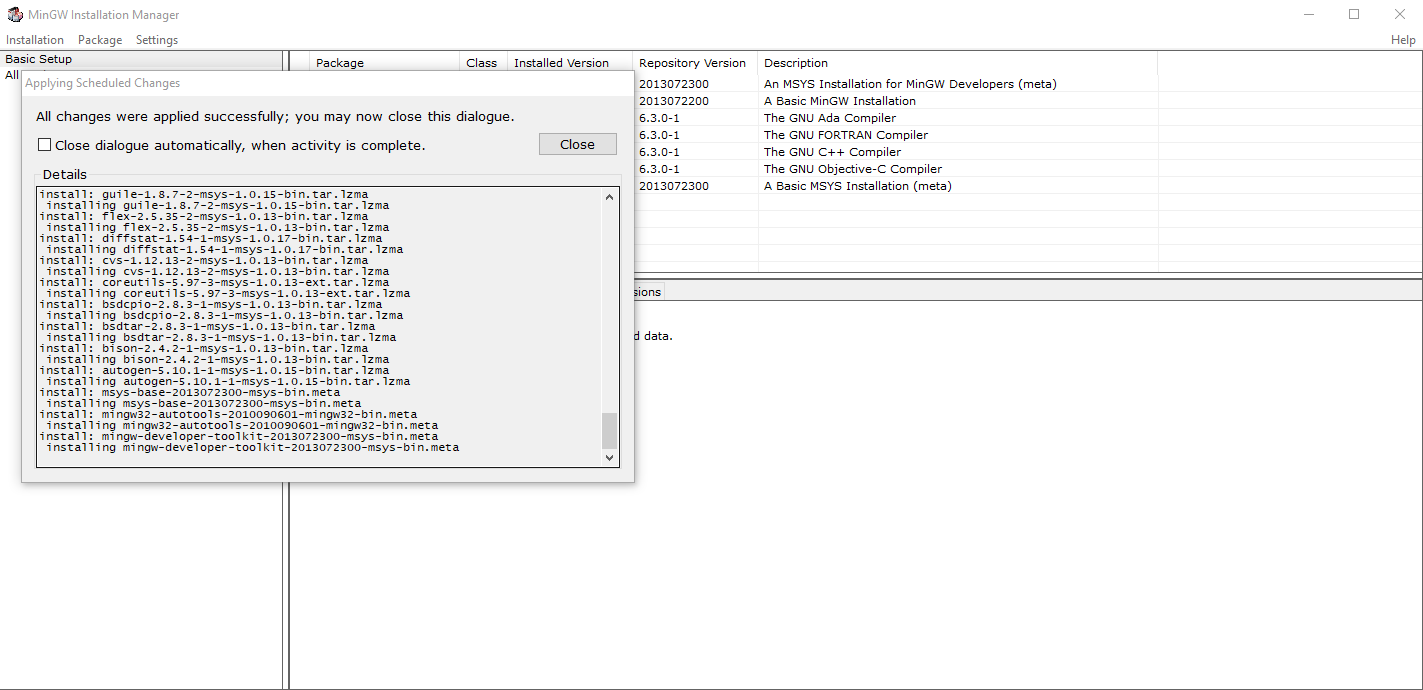 MinGW Installation Manager
Installation Package Settings Help
Basic Setup
All
Package Class Installed Version Repository Version Description
2013072300 An MSYS Installation for MinGW Developers (meta)
2013072200 A Basic MinGW Installation
6.3.0-1 The GNU Ada Compiler
6.3.0-1 The GNU FORTRAN Compiler
6.3.0-1 The GNU C++ Compiler
6.3.0-1 The GNU Objective-C Compiler
2013072300 A Basic MSYS Installation (meta)
sions
d data.
Applying Scheduled Changes
All changes were applied successfully; you may now close this dialogue.
Close dialogue automatically, when activity is complete. Close
Details
install: guile-1.8.7-2-msys-1.0.15-bin.tar.lzma
installing guile-1.8.7-2-msys-1.0.15-bin.tar.lzma
install: flex-2.5.35-2-msys-1.0.13-bin.tar.lzma
installing flex-2.5.35-2-msys-1.0.13-bin.tar.lzma
install: diffstat-1.54-1-msys-1.0.17-bin.tar.lzma
installing diffstat-1.54-1-msys-1.0.17-bin.tar.lzma
install: cvs-1.12.13-2-msys-1.0.13-bin.tar.lzma
installing cvs-1.12.13-2-msys-1.0.13-bin.tar.lzma
install: coreutils-5.97-3-msys-1.0.13-ext.tar.lzma
installing coreutils-5.97-3-msys-1.0.13-ext.tar.lzma
install: bsdcpio-2.8.3-1-msys-1.0.13-bin.tar.lzma
installing bsdcpio-2.8.3-1-msys-1.0.13-bin.tar.lzma
install: bsdtar-2.8.3-1-msys-1.0.13-bin.tar.lzma
installing bsdtar-2.8.3-1-msys-1.0.13-bin.tar.lzma
install: bison-2.4.2-1-msys-1.0.13-bin.tar.lzma
installing bison-2.4.2-1-msys-1.0.13-bin.tar.lzma
install: autogen-5.10.1-1-msys-1.0.15-bin.tar.lzma
installing autogen-5.10.1-1-msys-1.0.15-bin.tar.lzma
install: msys-base-2013072300-msys-bin.meta
installing msys-base-2013072300-msys-bin.meta
install: mingw32-autotools-2010090601-mingw32-bin.meta
installing mingw32-autotools-2010090601-mingw32-bin.meta
install: mingw-developer-toolkit-2013072300-msys-bin.meta
installing mingw-developer-toolkit-2013072300-msys-bin.meta